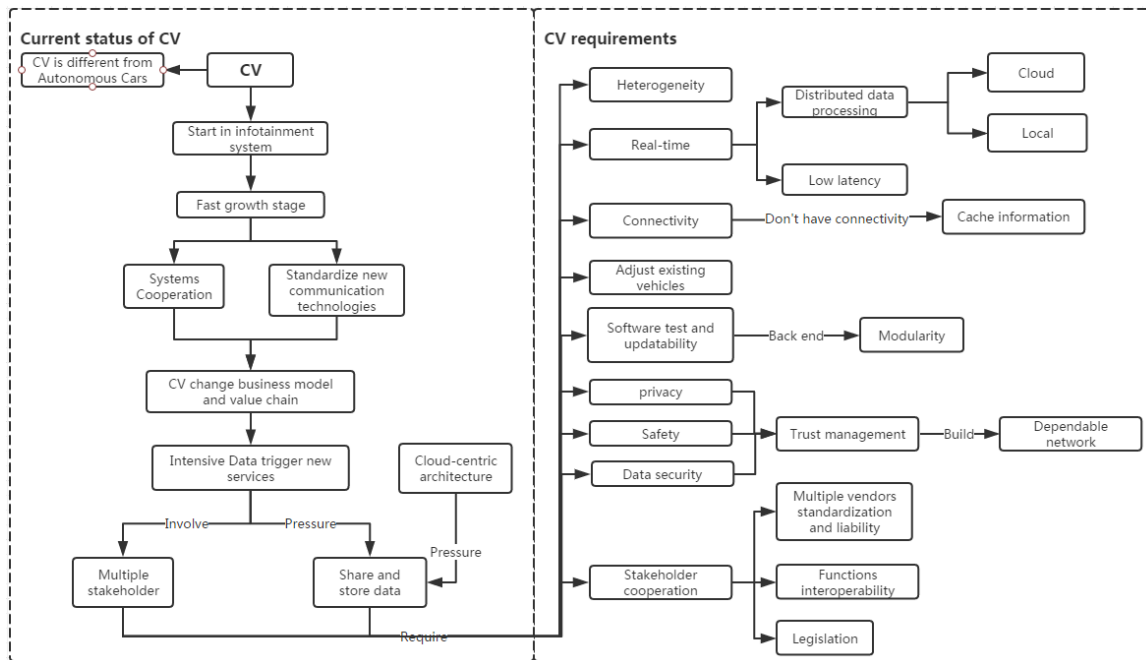 Current status of CV
CV is different from
Autonomous Cars
CV
Start in infotainment
system
Fast growth stage
Systems
Cooperation
Standardize new
communication
technologies
CV change business model
and value chain
Intensive Data trigger new
services
Cloud-centric
architecture
Involve
Pressure
Pressure
Multiple
stakeholder
Share and
store data
Require
CV requirements
Heterogeneity
Real-time
Distributed data
processing
Cloud
Local
Low latency
Connectivity
Don't have connectivity
Cache information
Adjust existing
vehicles
Software test and
updatability
Back end
Modularity
privacy
Safety
Data security
Trust management
Build
Dependable
network
Stakeholder
cooperation
Multiple vendors
standardization
and liability
Functions
interoperability
Legislation